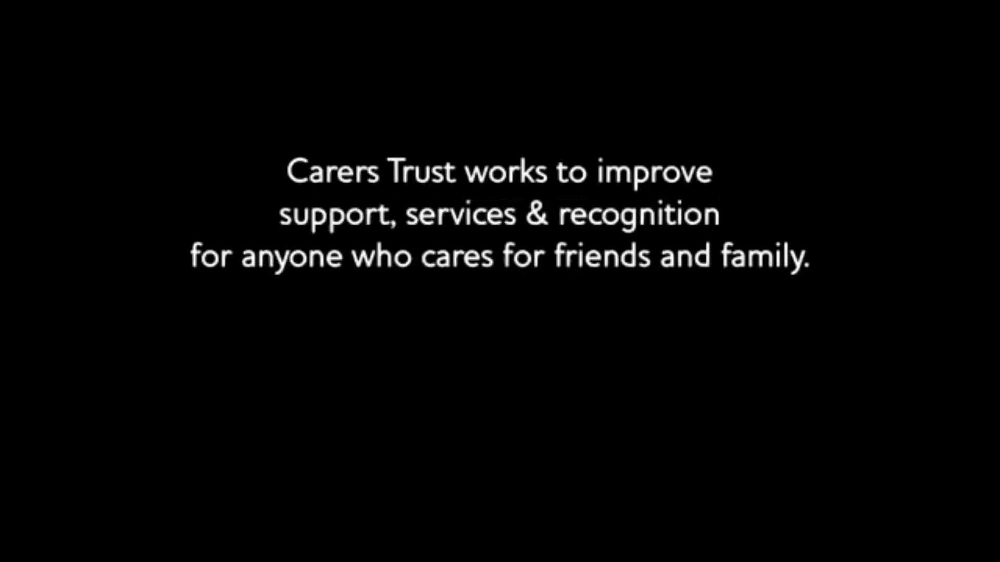 Carers Trust works to improve
support, services & recognition
for anyone who cares for friends and family.